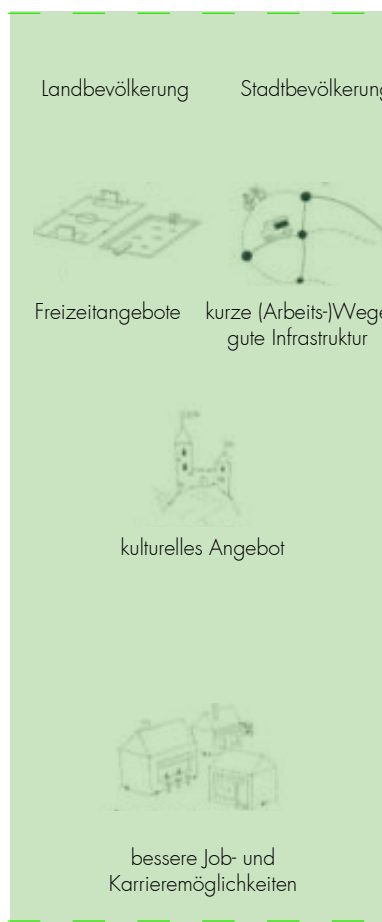 Landbevölkerung Stadtbevölkerung
Freizeitangebote kurze (Arbeits-)Wege
gute Infrastruktur
kulturelles Angebot
bessere Job- und
Karrieremöglichkeiten